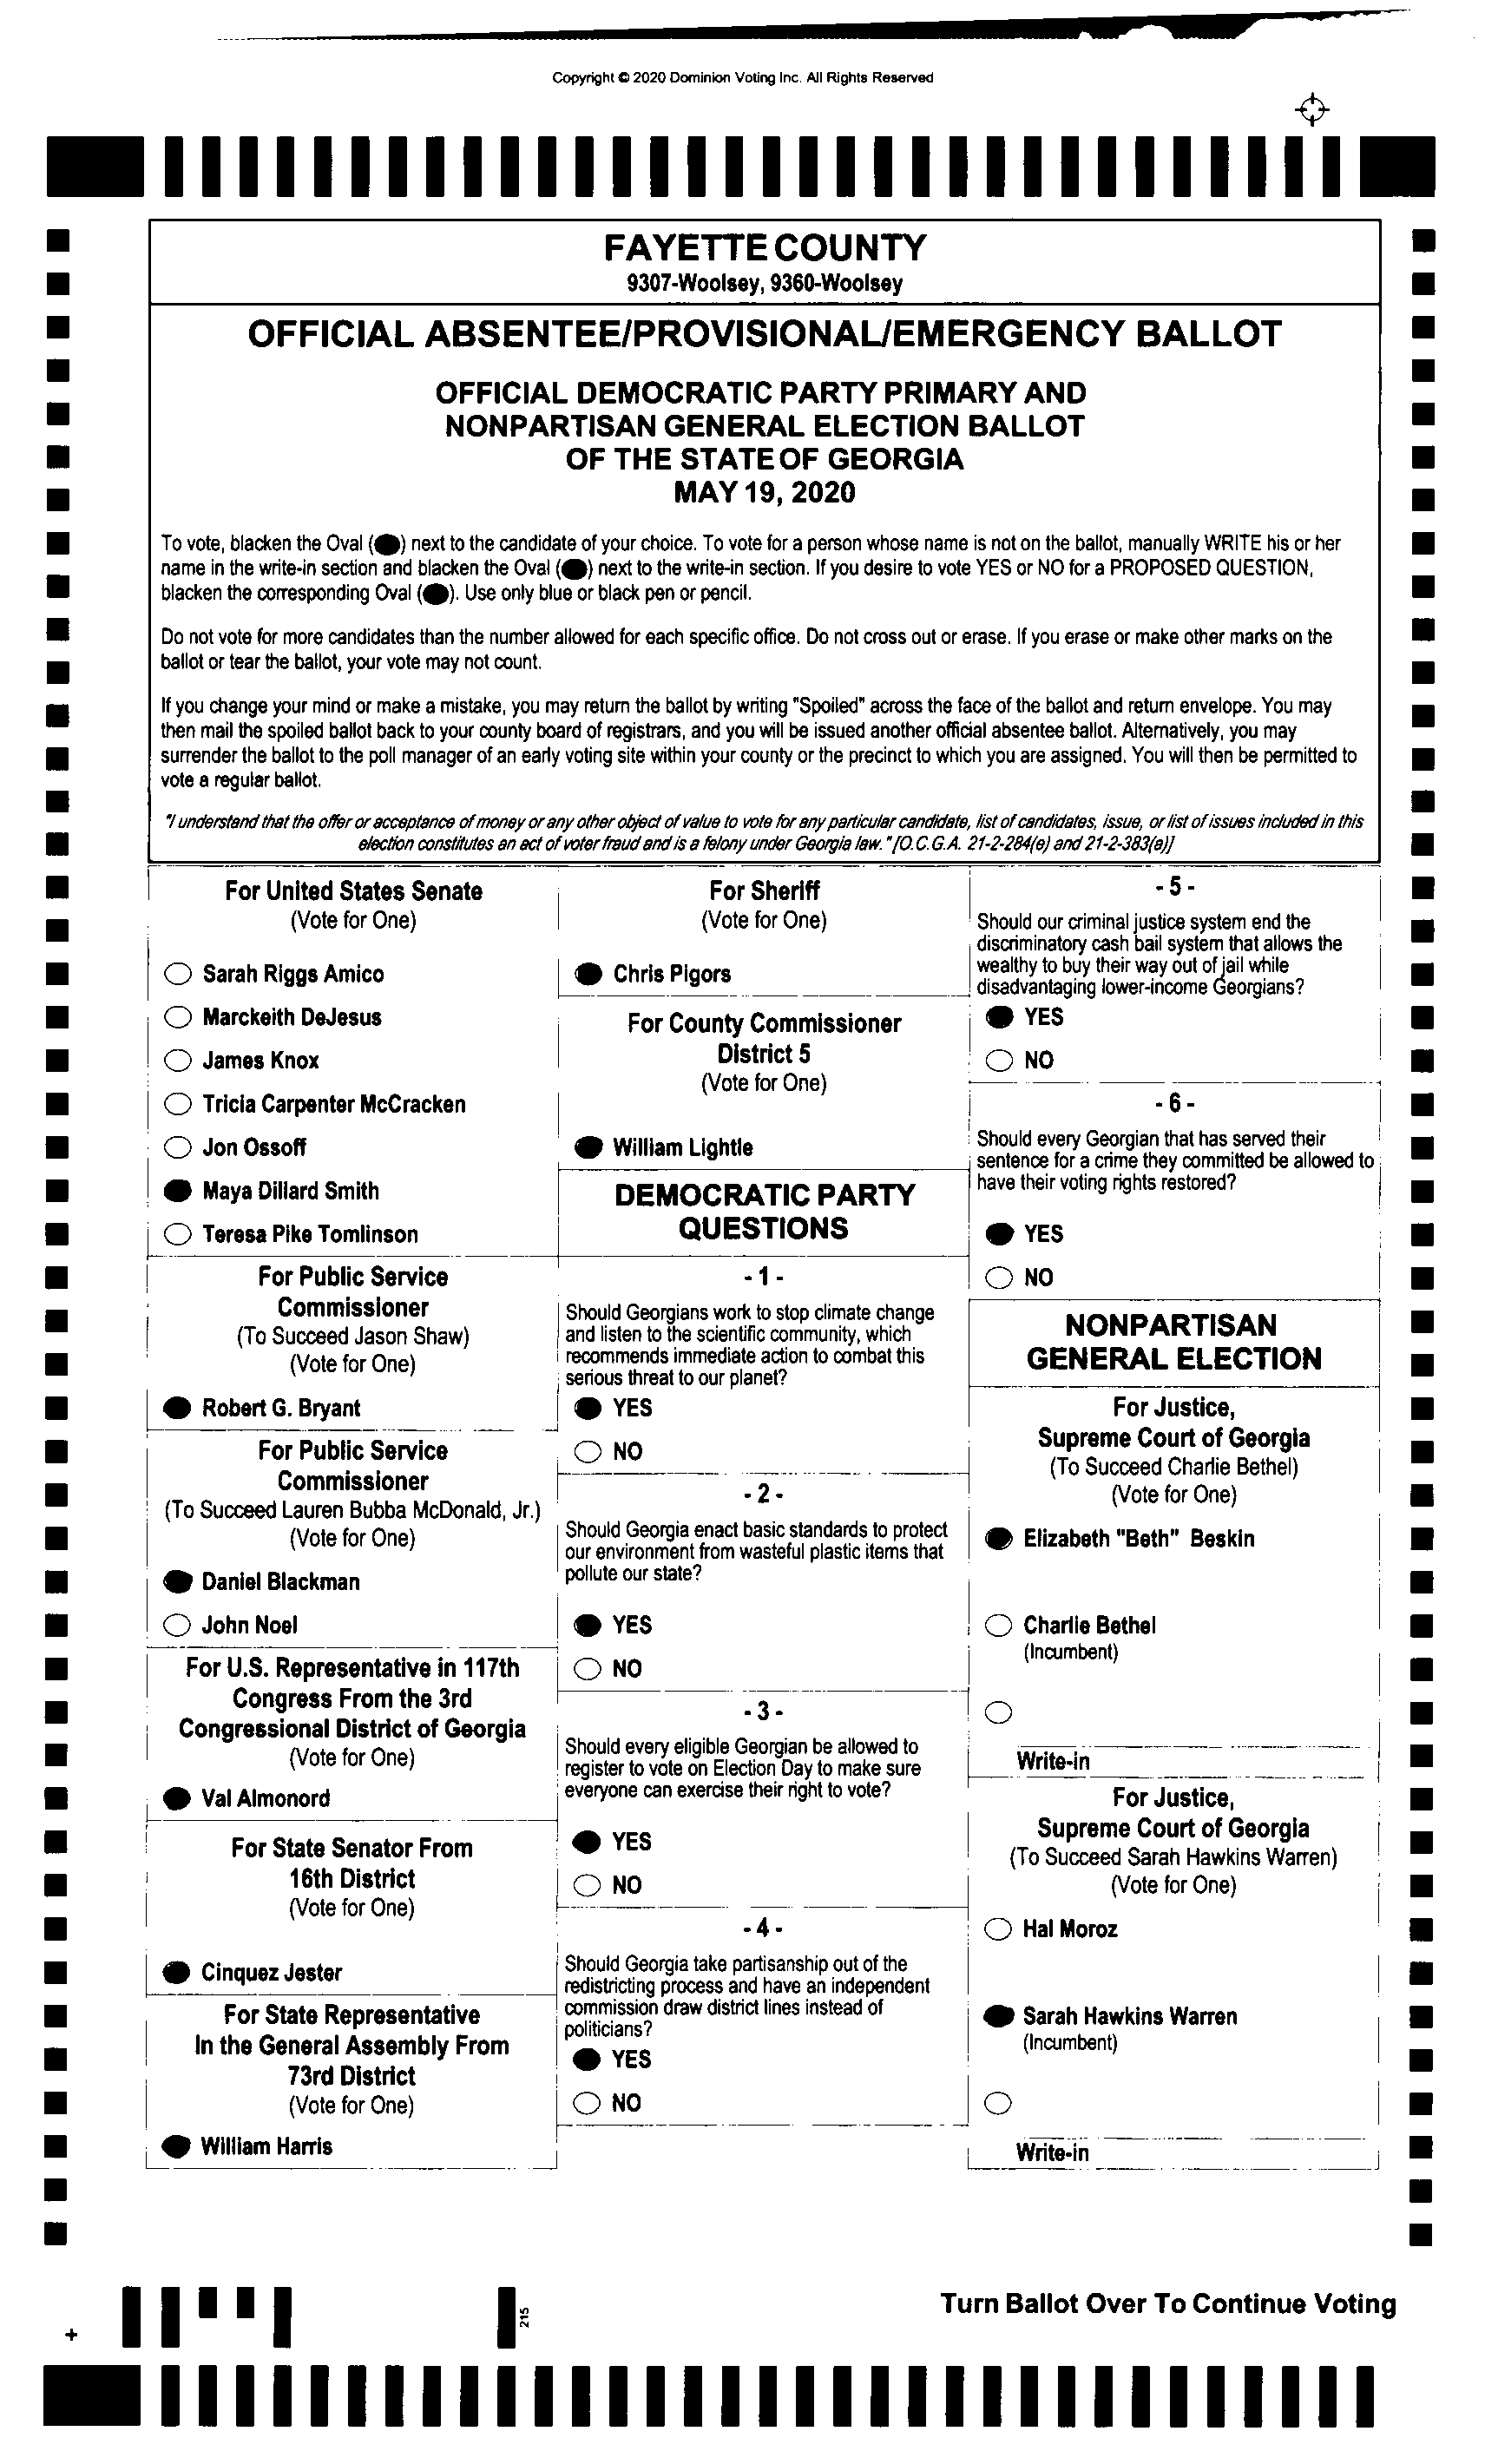 Copyright © 2020 Dominion Voting Inc. All Rights Reserved
FAYETTE COUNTY
9307-Woolsey, 9360-Woolsey
OFFICIAL ABSENTEE/PROVISIONAL/EMERGENCY BALLOT
OFFICIAL DEMOCRATIC PARTY PRIMARY AND
NONPARTISAN GENERAL ELECTION BALLOT
OF THE STATE OF GEORGIA
MAY 19, 2020
To vote, blacken the Oval () next to the candidate of your choice. To vote for a person whose name is not on the ballot, manually WRITE his or her
name in the write-in section and blacken the Oval () next to the write-in section. If you desire to vote YES or NO for a PROPOSED QUESTION,
blacken the corresponding Oval (). Use only blue or black pen or pencil.
Do not vote for more candidates than the number allowed for each specific office. Do not cross out or erase. If you erase or make other marks on the
ballot or tear the ballot, your vote may not count.
If you change your mind or make a mistake, you may return the ballot by writing "Spoiled" across the face of the ballot and return envelope. You may
then mail the spoiled ballot back to your county board of registrars, and you will be issued another official absentee ballot. Alternatively, you may
surrender the ballot to the poll manager of an early voting site within your county or the precinct to which you are assigned. You will then be permitted to
vote a regular ballot.
"I understand that the offer or acceptance of money or any other object of value to vote for any particular candidate, list of candidates, issue, or list of issues included in this
election constitutes an act of voter fraud and is a felony under Georgia law." [O.C.G.A. 21-2-284(e) and 21-2-383(a)]
For United States Senate
(Vote for One)
Sarah Riggs Amico
Marckeith DeJesus
James Knox
Tricia Carpenter McCracken
Jon Ossoff
Maya Dillard Smith
Teresa Pike Tomlinson
For Public Service
Commissioner
(To Succeed Jason Shaw)
(Vote for One)
Robert G. Bryant
For Public Service
Commissioner
(To Succeed Lauren Bubba McDonald, Jr.)
(Vote for One)
Daniel Blackman
John Noel
For U.S. Representative in 117th
Congress From the 3rd
Congressional District of Georgia
(Vote for One)
Val Almonord
For State Senator From
16th District
(Vote for One)
Cinquez Jester
For State Representative
In the General Assembly From
73rd District
(Vote for One)
William Harris
For Sheriff
(Vote for One)
Chris Pigors
For County Commissioner
District 5
(Vote for One)
William Lightle
DEMOCRATIC PARTY
QUESTIONS
- 1 -
Should Georgians work to stop climate change
and listen to the scientific community, which
recommends immediate action to combat this
serious threat to our planet?
YES
NO
- 2 -
Should Georgia enact basic standards to protect
our environment from wasteful plastic items that
pollute our state?
YES
NO
- 3 -
Should every eligible Georgian be allowed to
register to vote on Election Day to make sure
everyone can exercise their right to vote?
YES
NO
- 4 -
Should Georgia take partisanship out of the
redistricting process and have an independent
commission draw district lines instead of
politicians?
YES
NO
- 5 -
Should our criminal justice system end the
discriminatory cash bail system that allows the
wealthy to buy their way out of jail while
disadvantaging lower-income Georgians?
YES
NO
- 6 -
Should every Georgian that has served their
sentence for a crime they committed be allowed to
have their voting rights restored?
YES
NO
NONPARTISAN
GENERAL ELECTION
For Justice,
Supreme Court of Georgia
(To Succeed Charlie Bethel)
(Vote for One)
Elizabeth "Beth" Beskin
Charlie Bethel
(Incumbent)
Write-in
For Justice,
Supreme Court of Georgia
(To Succeed Sarah Hawkins Warren)
(Vote for One)
Hal Moroz
Sarah Hawkins Warren
(Incumbent)
Write-in
215
Turn Ballot Over To Continue Voting